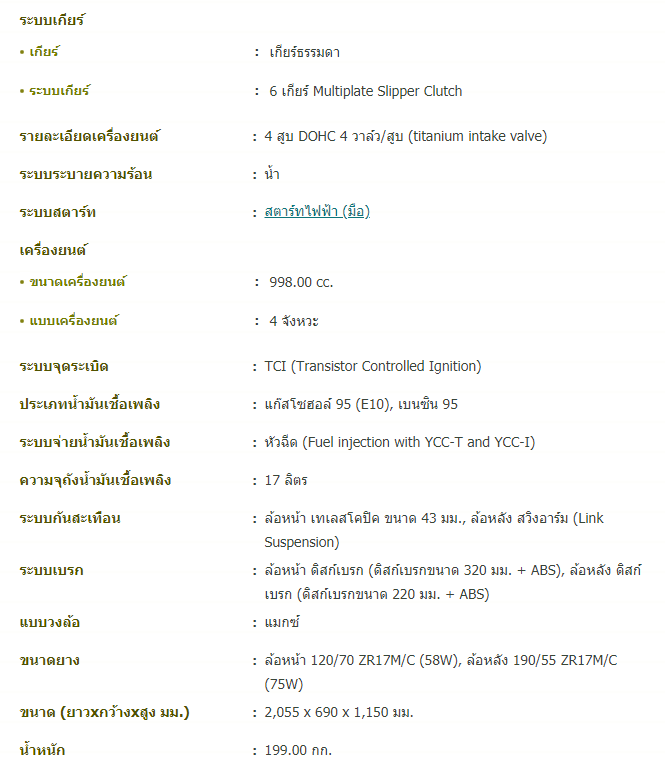 ระบบเกียร์
• เกียร์ : เกียร์ธรรมดา
• ระบบเกียร์ : 6 เกียร์ Multiplate Slipper Clutch
รายละเอียดเครื่องยนต์ : 4 สูบ DOHC 4 วาล์ว/สูบ (titanium intake valve)
ระบบระบายความร้อน : น้ำ
ระบบสตาร์ท : สตาร์ทไฟฟ้า (มือ)
เครื่องยนต์
• ขนาดเครื่องยนต์ : 998.00 cc.
• แบบเครื่องยนต์ : 4 จังหวะ
ระบบจุดระเบิด : TCI (Transistor Controlled Ignition)
ประเภทน้ำมันเชื้อเพลิง : แก๊สโซฮอล์ 95 (E10), เบนซิน 95
ระบบจ่ายน้ำมันเชื้อเพลิง : หัวฉีด (Fuel injection with YCC-T and YCC-I)
ความจุถังน้ำมันเชื้อเพลิง : 17 ลิตร
ระบบกันสะเทือน : ล้อหน้า เทเลสโคปิค ขนาด 43 มม., ล้อหลัง สวิงอาร์ม (Link
Suspension)
ระบบเบรก : ล้อหน้า ดิสก์เบรก (ดิสก์เบรกขนาด 320 มม. + ABS), ล้อหลัง ดิสก์
เบรก (ดิสก์เบรกขนาด 220 มม. + ABS)
แบบวงล้อ : แมกซ์
ขนาดยาง : ล้อหน้า 120/70 ZR17M/C (58W), ล้อหลัง 190/55 ZR17M/C
(75W)
ขนาด (ยาวxกว้างxสูง มม.) : 2,055 x 690 x 1,150 มม.
น้ำหนัก : 199.00 กก.